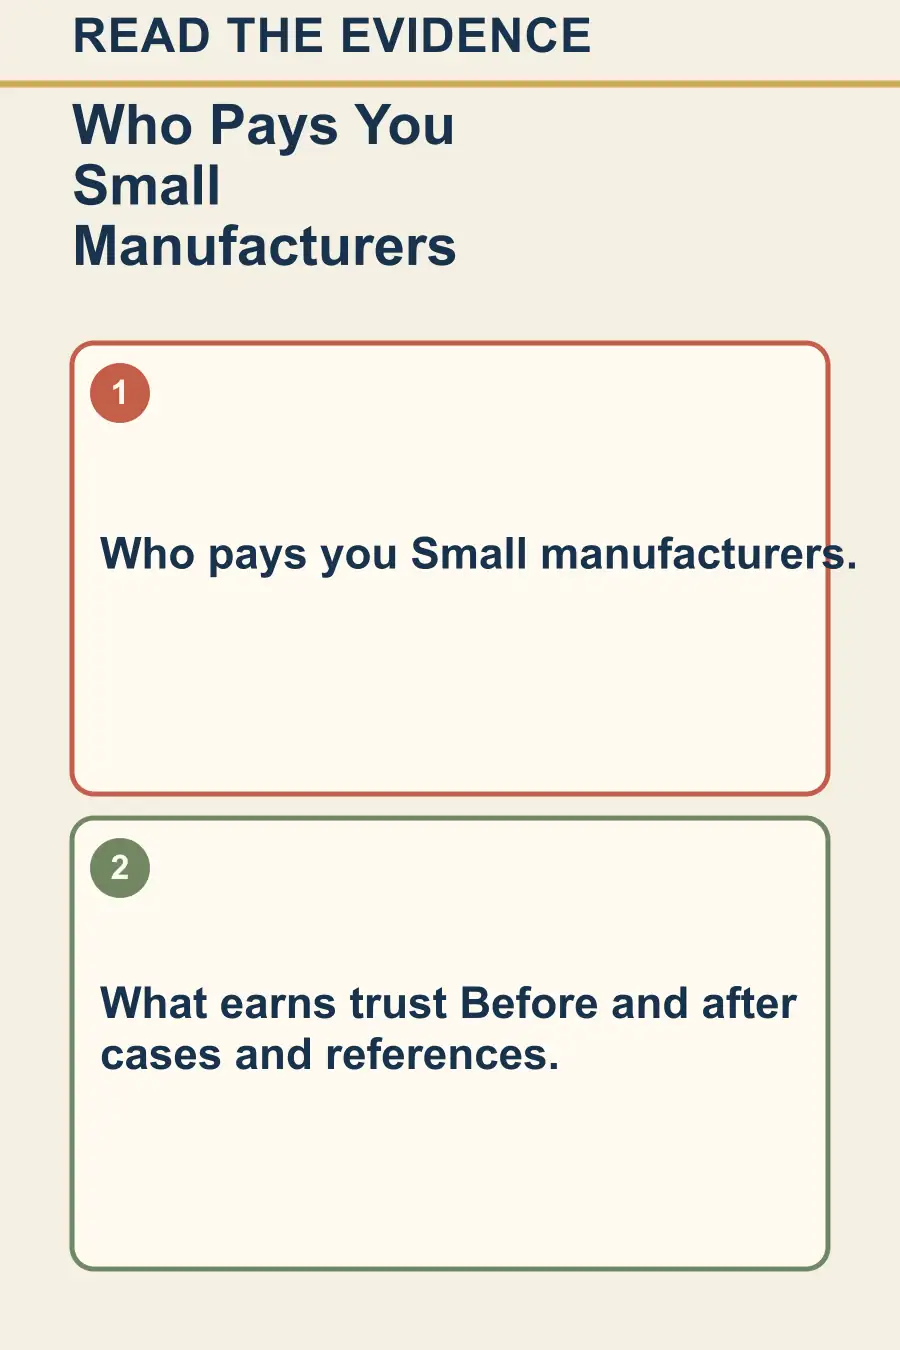 READ THE EVIDENCE
Who Pays You
Small
Manufacturers
1
Who pays you Small manufacturers.
2
What earns trust Before and after
cases and references.